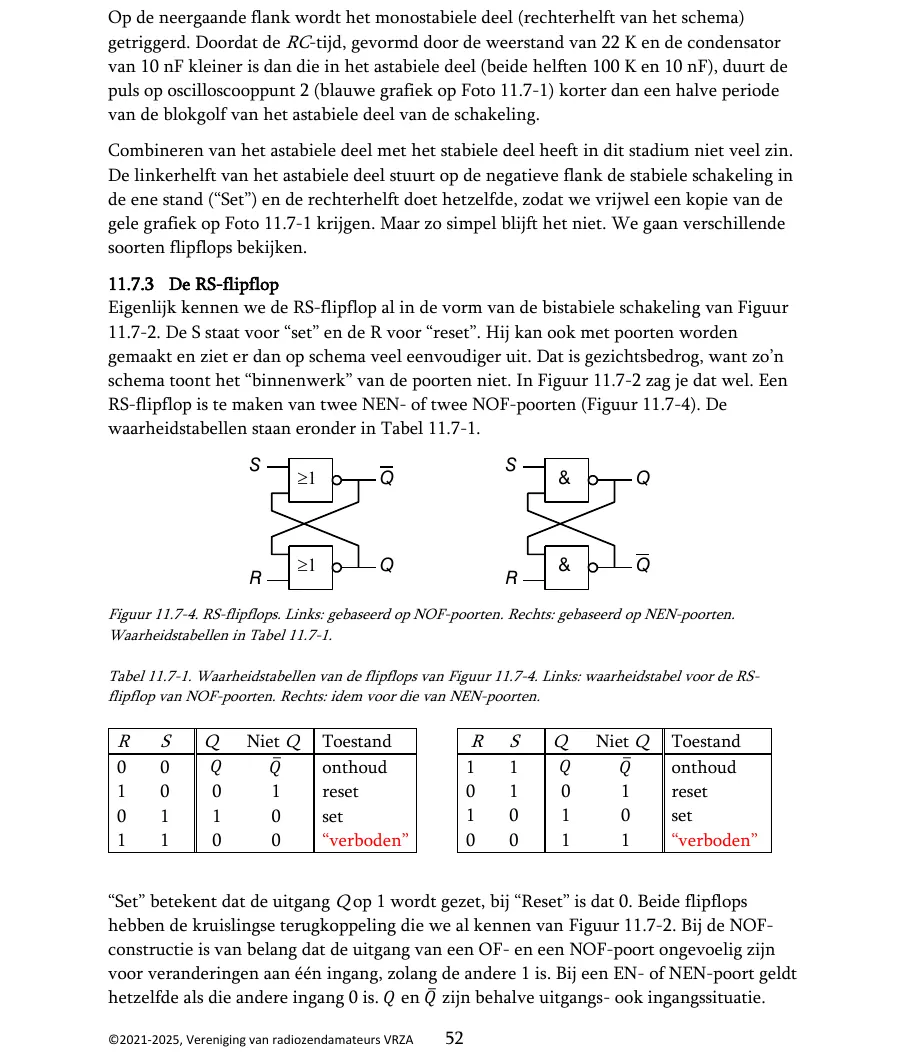 Op de neergaande flank wordt het monostabiele deel (rechterhelft van het schema)
getriggerd. Doordat de RC-tijd, gevormd door de weerstand van 22 K en de condensator
van 10 nF kleiner is dan die in het astabiele deel (beide helften 100 K en 10 nF), duurt de
puls op oscilloscooppunt 2 (blauwe grafiek op Foto 11.7-1) korter dan een halve periode
van de blokgolf van het astabiele deel van de schakeling.
Combineren van het astabiele deel met het stabiele deel heeft in dit stadium niet veel zin.
De linkerhelft van het astabiele deel stuurt op de negatieve flank de stabiele schakeling in
de ene stand (“Set”) en de rechterhelft doet hetzelfde, zodat we vrijwel een kopie van de
gele grafiek op Foto 11.7-1 krijgen. Maar zo simpel blijft het niet. We gaan verschillende
soorten flipflops bekijken.
11.7.3 De RS-flipflop
Eigenlijk kennen we de RS-flipflop al in de vorm van de bistabiele schakeling van Figuur
11.7-2. De S staat voor “set” en de R voor “reset”. Hij kan ook met poorten worden
gemaakt en ziet er dan op schema veel eenvoudiger uit. Dat is gezichtsbedrog, want zo’n
schema toont het “binnenwerk” van de poorten niet. In Figuur 11.7-2 zag je dat wel. Een
RS-flipflop is te maken van twee NEN- of twee NOF-poorten (Figuur 11.7-4). De
waarheidstabellen staan eronder in Tabel 11.7-1.
S ≥1 Q̅ S & Q
R ≥1 Q R & Q̅
Figuur 11.7-4. RS-flipflops. Links: gebaseerd op NOF-poorten. Rechts: gebaseerd op NEN-poorten.
Waarheidstabellen in Tabel 11.7-1.
Tabel 11.7-1. Waarheidstabellen van de flipflops van Figuur 11.7-4. Links: waarheidstabel voor de RS-
flipflop van NOF-poorten. Rechts: idem voor die van NEN-poorten.
R S Q Niet Q Toestand R S Q Niet Q Toestand
0 0 Q Q̅ onthoud 1 1 Q Q̅ onthoud
1 0 0 1 reset 0 1 0 1 reset
0 1 1 0 set 1 0 1 0 set
1 1 0 0 “verboden” 0 0 1 1 “verboden”
“Set” betekent dat de uitgang Q op 1 wordt gezet, bij “Reset” is dat 0. Beide flipflops
hebben de kruislingse terugkoppeling die we al kennen van Figuur 11.7-2. Bij de NOF-
constructie is van belang dat de uitgang van een OF- en een NOF-poort ongevoelig zijn
voor veranderingen aan één ingang, zolang de andere 1 is. Bij een EN- of NEN-poort geldt
hetzelfde als die andere ingang 0 is. Q en Q̅ zijn behalve uitgangs- ook ingangssituatie.
©2021-2025, Vereniging van radiozendamateurs VRZA 52